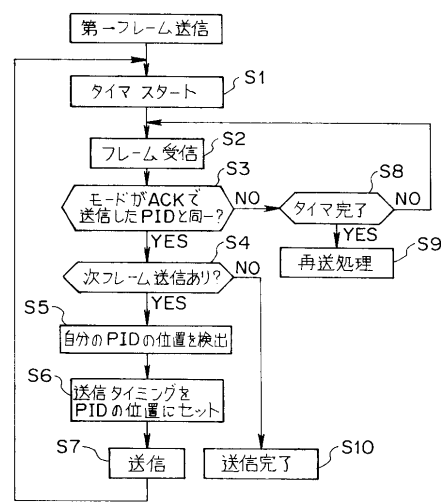 第一フレーム送信
S1
タイマ スタート
S2
フレーム受信
S3
モードがACKで
送信したPIDと同一?
NO
YES
S8
タイマ完了
NO
YES
S9
再送処理
S4
次フレーム送信あり?
NO
YES
S5
自分のPIDの位置を検出
S6
送信タイミングを
PIDの位置にセット
S7
送信
S10
送信完了